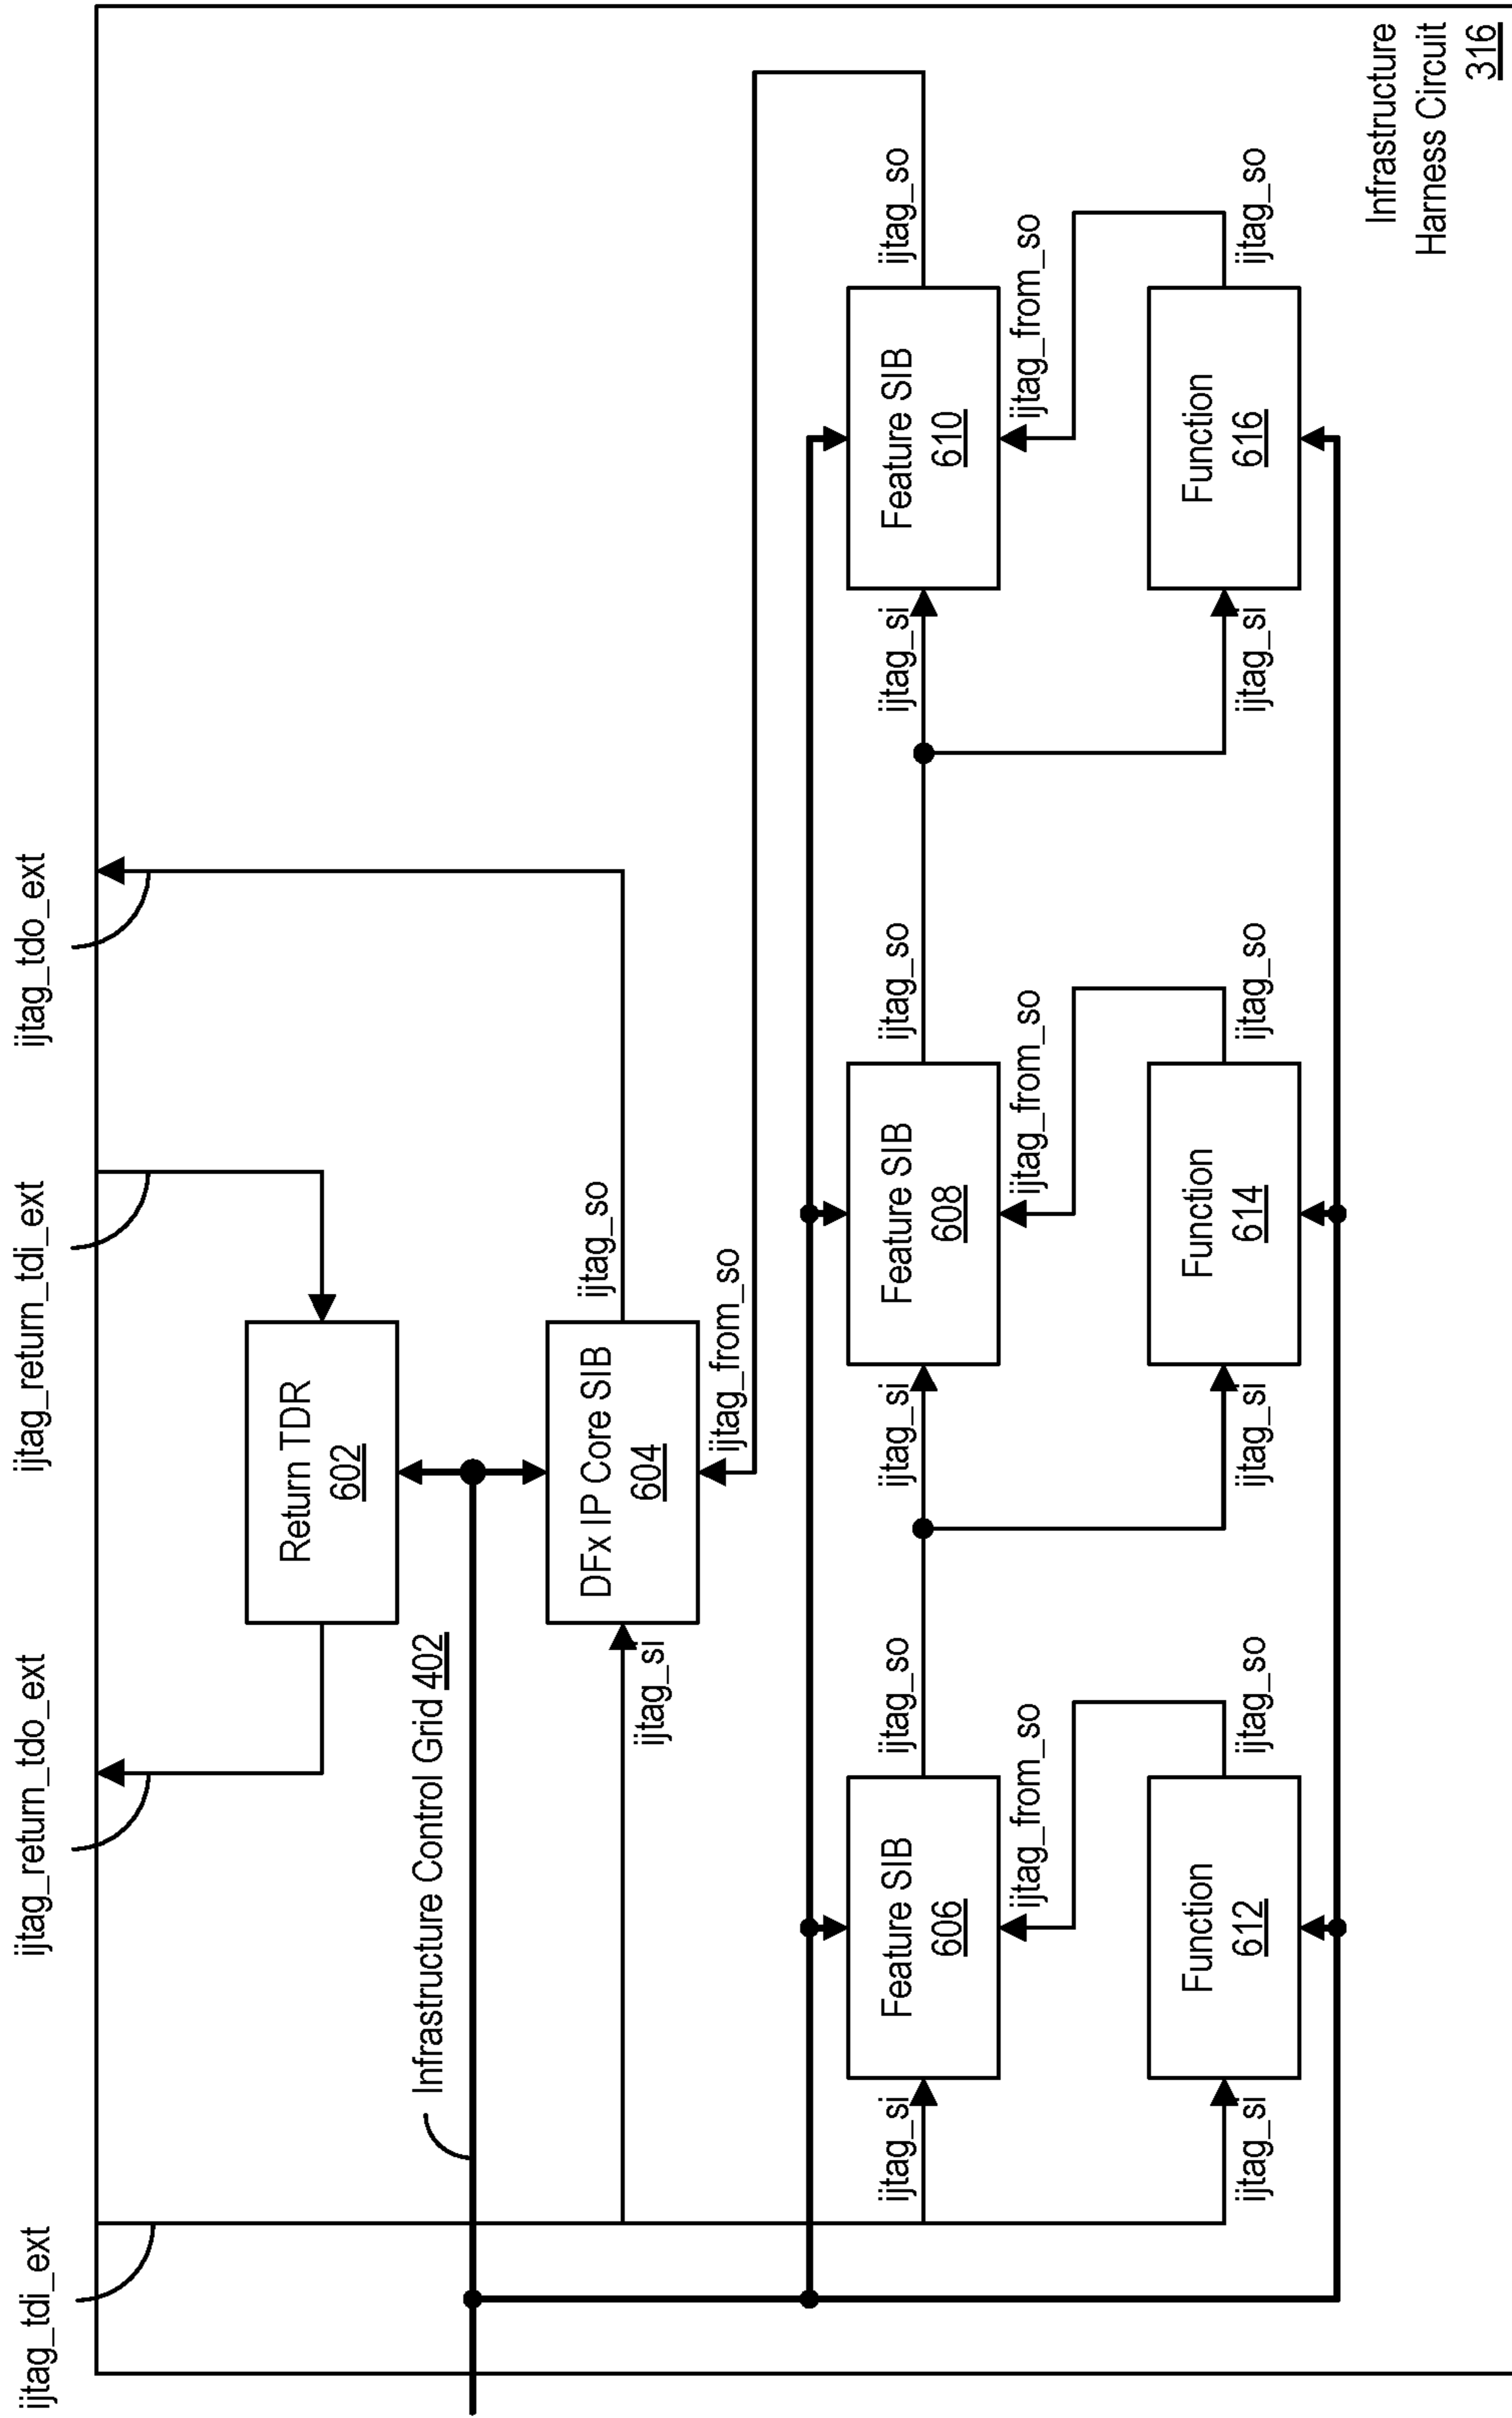 ijtag_tdi_ext
ijtag_return_tdo_ext
ijtag_return_tdi_ext
ijtag_tdo_ext
Return TDR
602
Infrastructure Control Grid 402
ijtag_si
DFx IP Core SIB
604
ijtag_so
ijtag_from_so
ijtag_si
Feature SIB
606
ijtag_so
ijtag_si
Feature SIB
608
ijtag_so
ijtag_si
Feature SIB
610
ijtag_so
ijtag_from_so
ijtag_from_so
ijtag_from_so
ijtag_si
Function
612
ijtag_so
ijtag_si
Function
614
ijtag_so
ijtag_si
Function
616
ijtag_so
Infrastructure
Harness Circuit
316